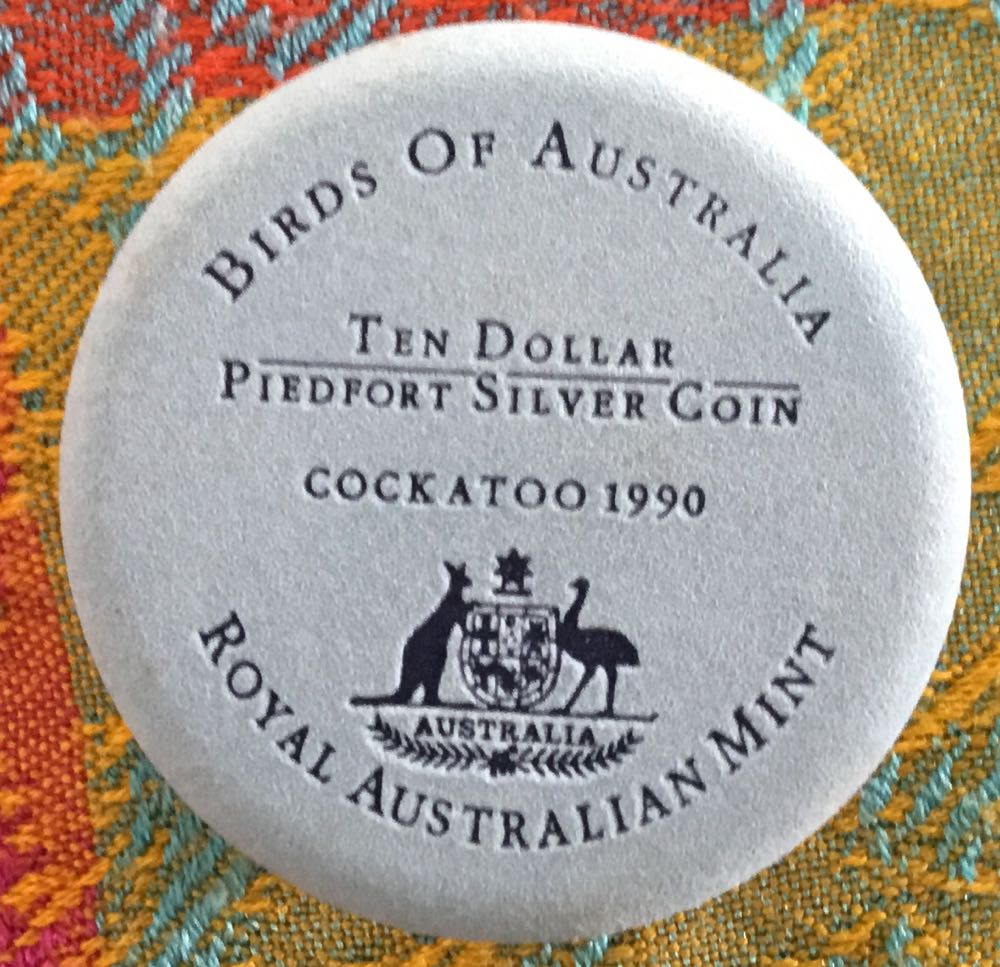 BIRDS OF AUSTRALIA
TEN DOLLAR
PIEDFORT SILVER COIN
COCKATOO 1990
AUSTRALIA
ROYAL AUSTRALIAN MINT